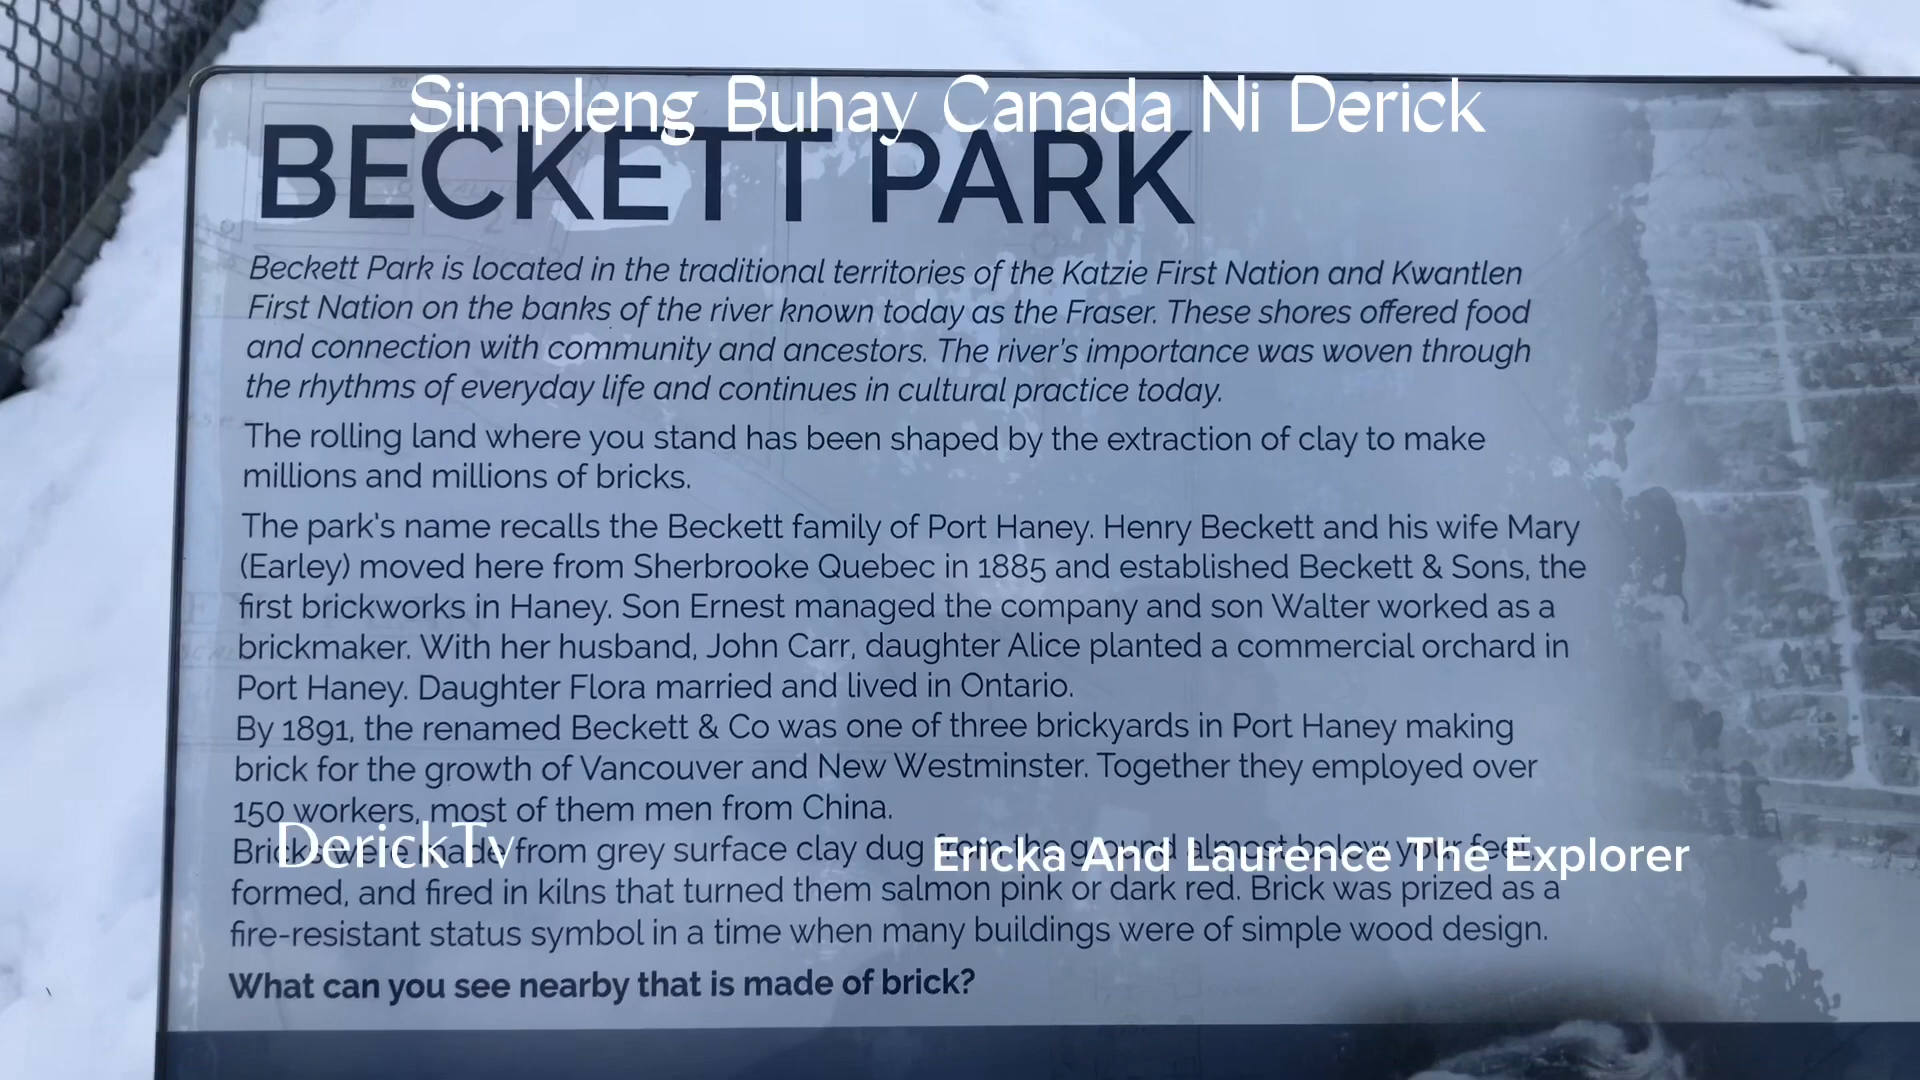 Simpleng Buhay Canada Ni Derick
BECKETT PARK
Beckett Park is located in the traditional territories of the Katzie First Nation and Kwantlen
First Nation on the banks of the river known today as the Fraser. These shores offered food
and connection with community and ancestors. The river's importance was woven through
the rhythms of everyday life and continues in cultural practice today.
The rolling land where you stand has been shaped by the extraction of clay to make
millions and millions of bricks.
The park's name recalls the Beckett family of Port Haney. Henry Beckett and his wife Mary
(Earley) moved here from Sherbrooke Quebec in 1885 and established Beckett & Sons, the
first brickworks in Haney. Son Ernest managed the company and son Walter worked as a
brickmaker. With her husband, John Carr, daughter Alice planted a commercial orchard in
Port Haney. Daughter Flora married and lived in Ontario.
By 1891, the renamed Beckett & Co was one of three brickyards in Port Haney making
brick for the growth of Vancouver and New Westminster. Together they employed over
150 workers, most of them men from China.
Bricks were made from grey surface clay dug from the ground almost below your feet,
DerickTv
Ericka And Laurence The Explorer
formed, and fired in kilns that turned them salmon pink or dark red. Brick was prized as a
fire-resistant status symbol in a time when many buildings were of simple wood design.
What can you see nearby that is made of brick?